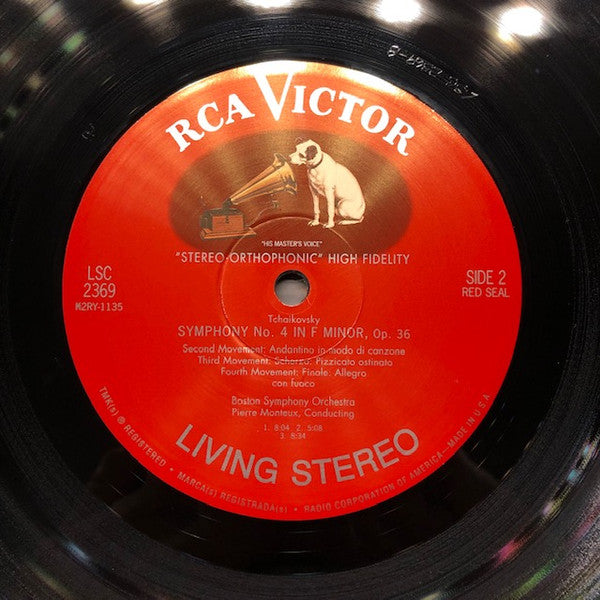 LSC 2369-B
RCA VICTOR
"HIS MASTER'S VOICE"
"STEREO-ORTHOPHONIC" HIGH FIDELITY
LSC
2369
M2RY-1135
SIDE 2
RED SEAL
Tchaikovsky
SYMPHONY No. 4 IN F MINOR, Op. 36
Second Movement: Andantino in modo di canzone
Third Movement: Scherzo: Pizzicato ostinato
Fourth Movement: Finale: Allegro
con fuoco
Boston Symphony Orchestra
Pierre Monteux, Conducting
1. 8:04 2. 5:08
3. 8:34
LIVING STEREO
TMK(s) ® REGISTERED • MARCA(s) REGISTRADA(s) • RADIO CORPORATION OF AMERICA—MADE IN U.S.A